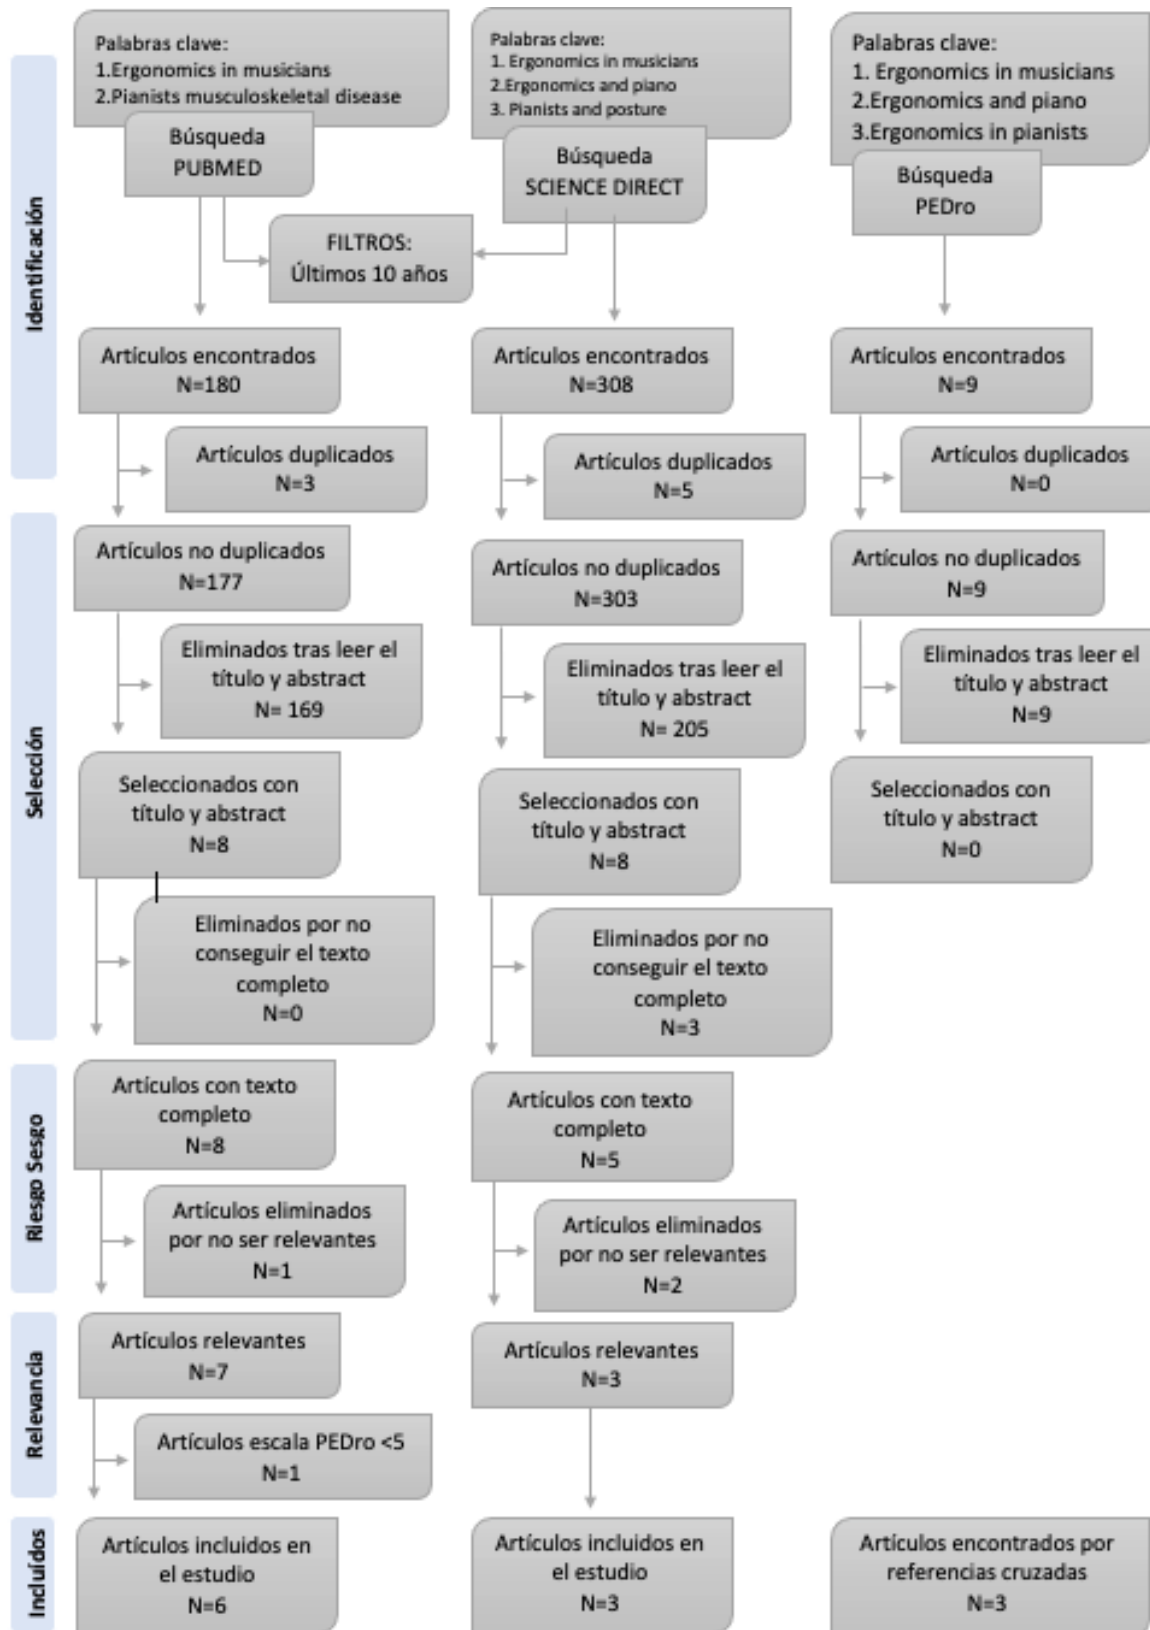 Palabras clave:
1.Ergonomics in musicians
2.Pianists musculoskeletal disease
Búsqueda
PUBMED
Palabras clave:
1. Ergonomics in musicians
2.Ergonomics and piano
3. Pianists and posture
Búsqueda
SCIENCE DIRECT
Palabras clave:
1. Ergonomics in musicians
2.Ergonomics and piano
3.Ergonomics in pianists
Búsqueda
PEDro
FILTROS:
Últimos 10 años
Identificación
Artículos encontrados
N=180
Artículos encontrados
N=308
Artículos encontrados
N=9
Artículos duplicados
N=3
Artículos duplicados
N=5
Artículos duplicados
N=0
Selección
Artículos no duplicados
N=177
Artículos no duplicados
N=303
Artículos no duplicados
N=9
Eliminados tras leer el
título y abstract
N= 169
Eliminados tras leer el
título y abstract
N= 205
Eliminados tras leer el
título y abstract
N=9
Seleccionados con
título y abstract
N=8
Seleccionados con
título y abstract
N=8
Seleccionados con
título y abstract
N=0
Eliminados por no
conseguir el texto
completo
N=0
Eliminados por no
conseguir el texto
completo
N=3
Riesgo Sesgo
Artículos con texto
completo
N=8
Artículos con texto
completo
N=5
Artículos eliminados
por no ser relevantes
N=1
Artículos eliminados
por no ser relevantes
N=2
Relevancia
Artículos relevantes
N=7
Artículos relevantes
N=3
Artículos escala PEDro <5
N=1
Incluídos
Artículos incluidos en
el estudio
N=6
Artículos incluidos en
el estudio
N=3
Artículos encontrados por
referencias cruzadas
N=3